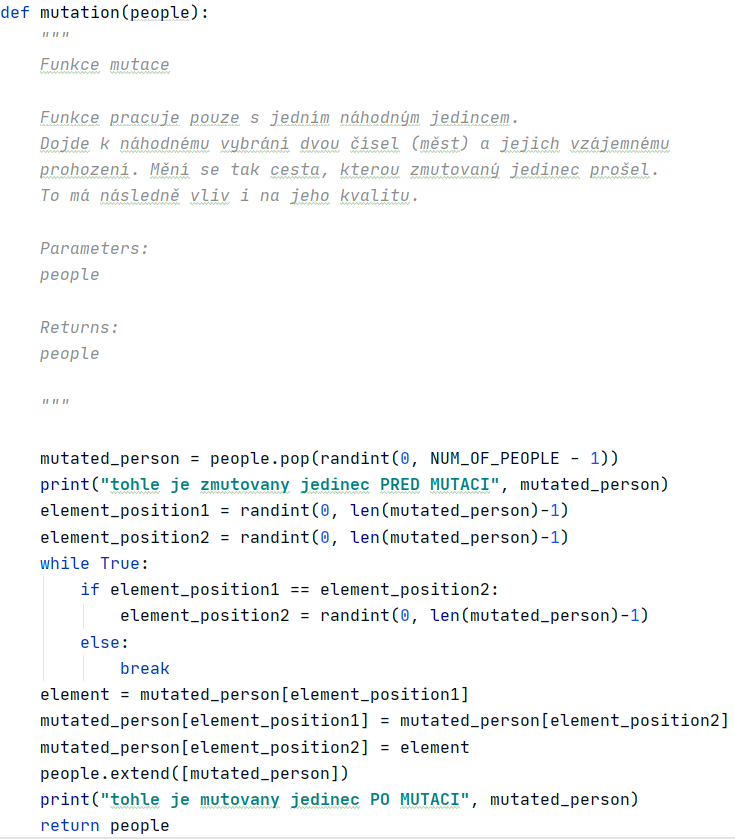 def mutation(people):
    """
    Funkce mutace

    Funkce pracuje pouze s jedním náhodným jedincem.
    Dojde k náhodnému vybrání dvou čísel (měst) a jejich vzájemnému
    prohození. Mění se tak cesta, kterou zmutovaný jedinec prošel.
    To má následně vliv i na jeho kvalitu.

    Parameters:
    people

    Returns:
    people

    """

    mutated_person = people.pop(randint(0, NUM_OF_PEOPLE - 1))
    print("tohle je zmutovany jedinec PRED MUTACI", mutated_person)
    element_position1 = randint(0, len(mutated_person)-1)
    element_position2 = randint(0, len(mutated_person)-1)
    while True:
        if element_position1 == element_position2:
            element_position2 = randint(0, len(mutated_person)-1)
        else:
            break
    element = mutated_person[element_position1]
    mutated_person[element_position1] = mutated_person[element_position2]
    mutated_person[element_position2] = element
    people.extend([mutated_person])
    print("tohle je mutovany jedinec PO MUTACI", mutated_person)
    return people